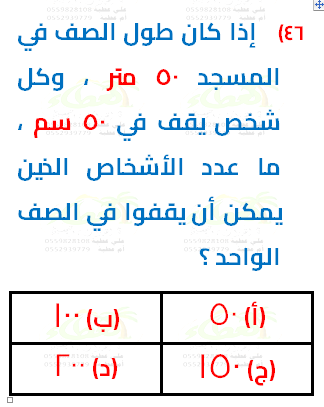 ٤٦) إذا كان طول الصف في
المسجد ٥٠ متر ، وكل
شخص يقف في ٥٠ سم ،
ما عدد الأشخاص الذين
يمكن أن يقفوا في الصف
الواحد ؟
(أ) ٥٠ (ب) ١٠٠
(ج) ١٥٠ (د) ٢٠٠